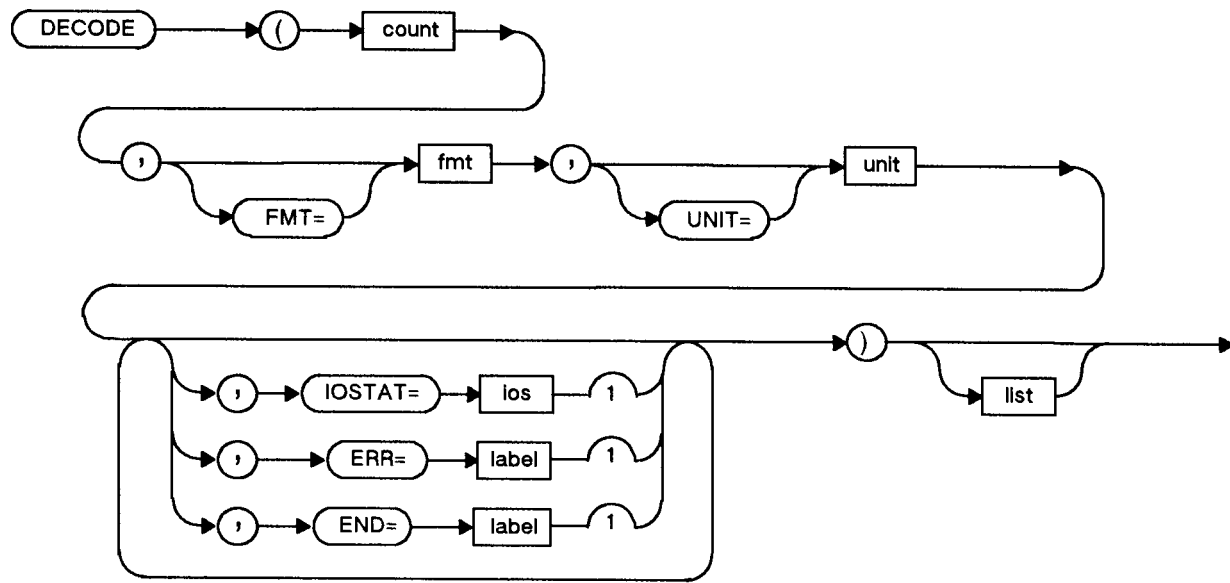 DECODE ( count
, fmt , unit
FMT= UNIT=
)
, IOSTAT= ios 1 list
, ERR= label 1
, END= label 1